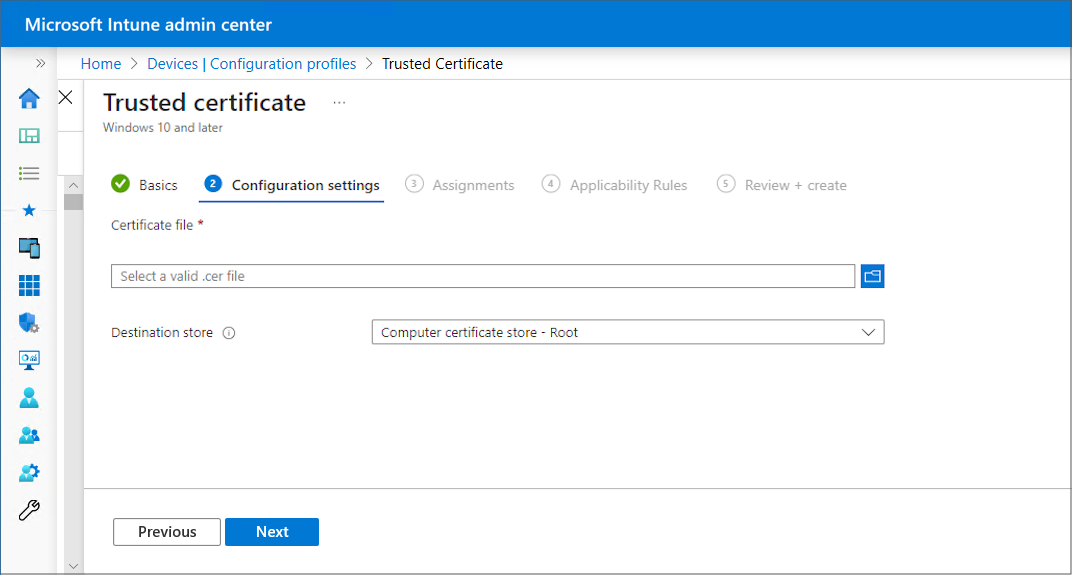 Microsoft Intune admin center
Home > Devices | Configuration profiles > Trusted Certificate
Trusted certificate ...
Windows 10 and later
Basics 2 Configuration settings 3 Assignments 4 Applicability Rules 5 Review + create
Certificate file *
Select a valid .cer file
Destination store Computer certificate store - Root
Previous Next